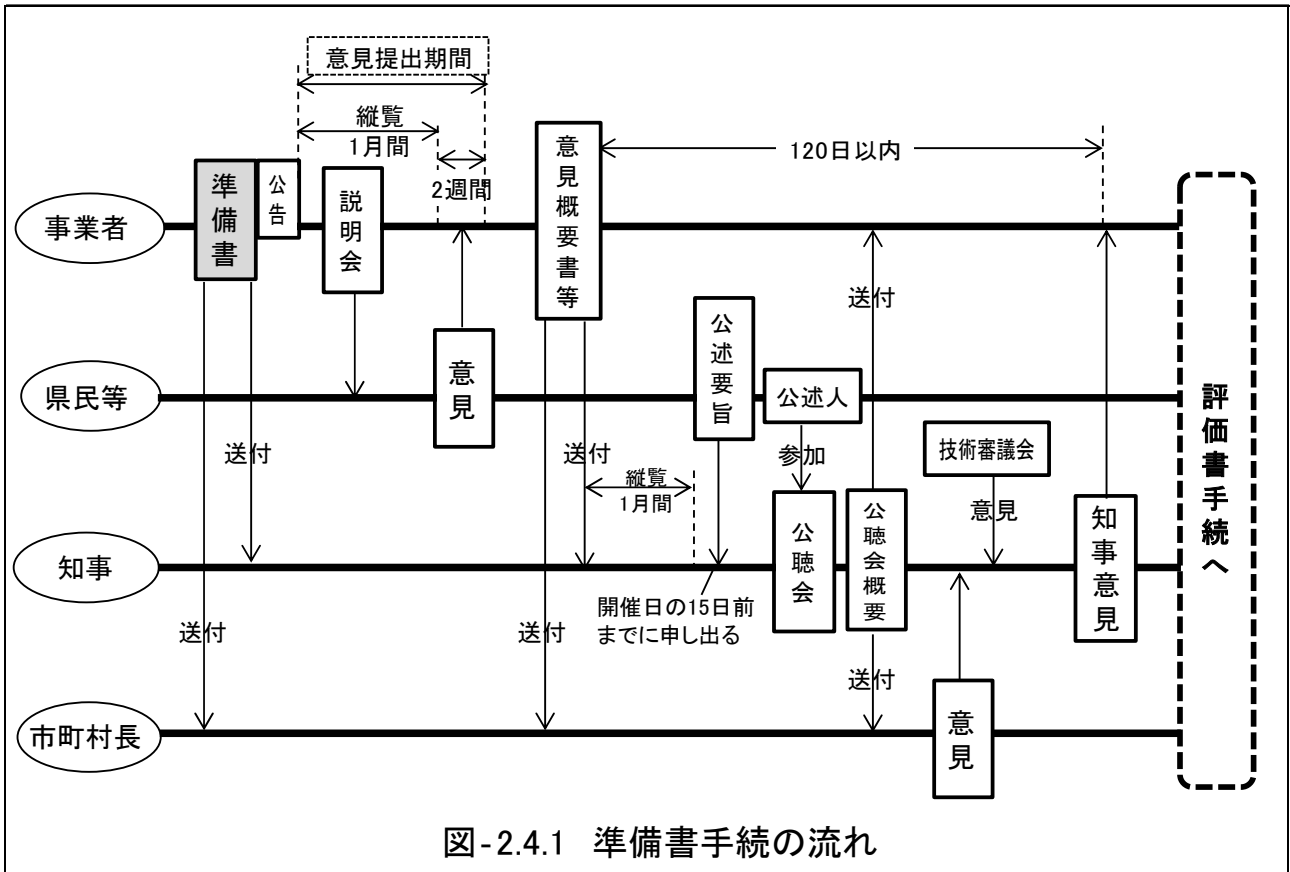 意見提出期間
縦覧
1月間
2週間
120日以内
事業者
準備書
公告
説明会
意見概要書等
送付
県民等
意見
公述要旨
公述人
送付
送付
縦覧
1月間
参加
技術審議会
意見
知事
公聴会
公聴会概要
知事意見
開催日の15日前
までに申し出る
送付
送付
送付
市町村長
意見
評価書手続へ
図-2.4.1 準備書手続の流れ